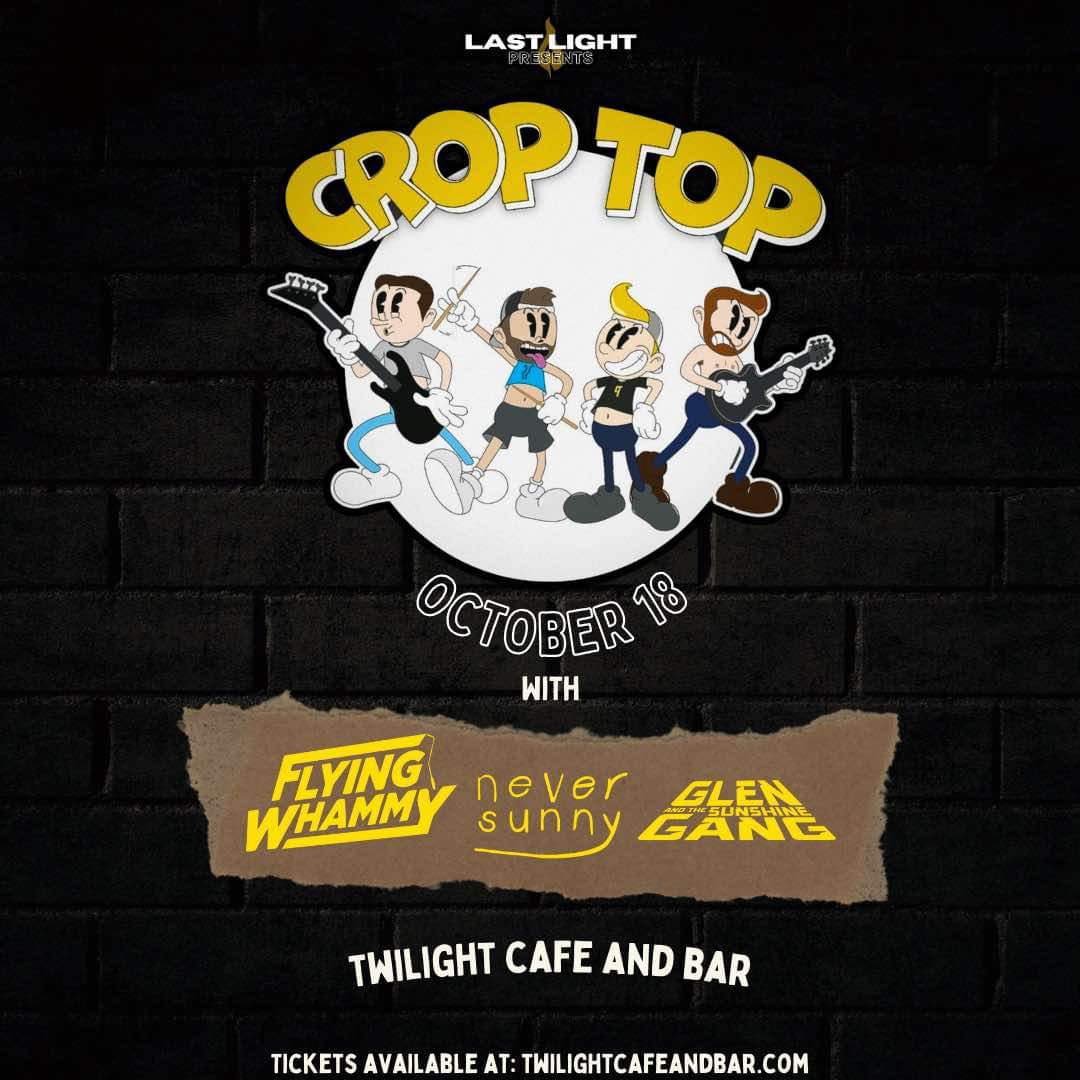 LAST LIGHT
PRESENTS
CROP TOP
OCTOBER 18
WITH
FLYING
WHAMMY
never
sunny
GLEN
AND THE SUNSHINE
GANG
TWILIGHT CAFE AND BAR
TICKETS AVAILABLE AT: TWILIGHTCAFEANDBAR.COM